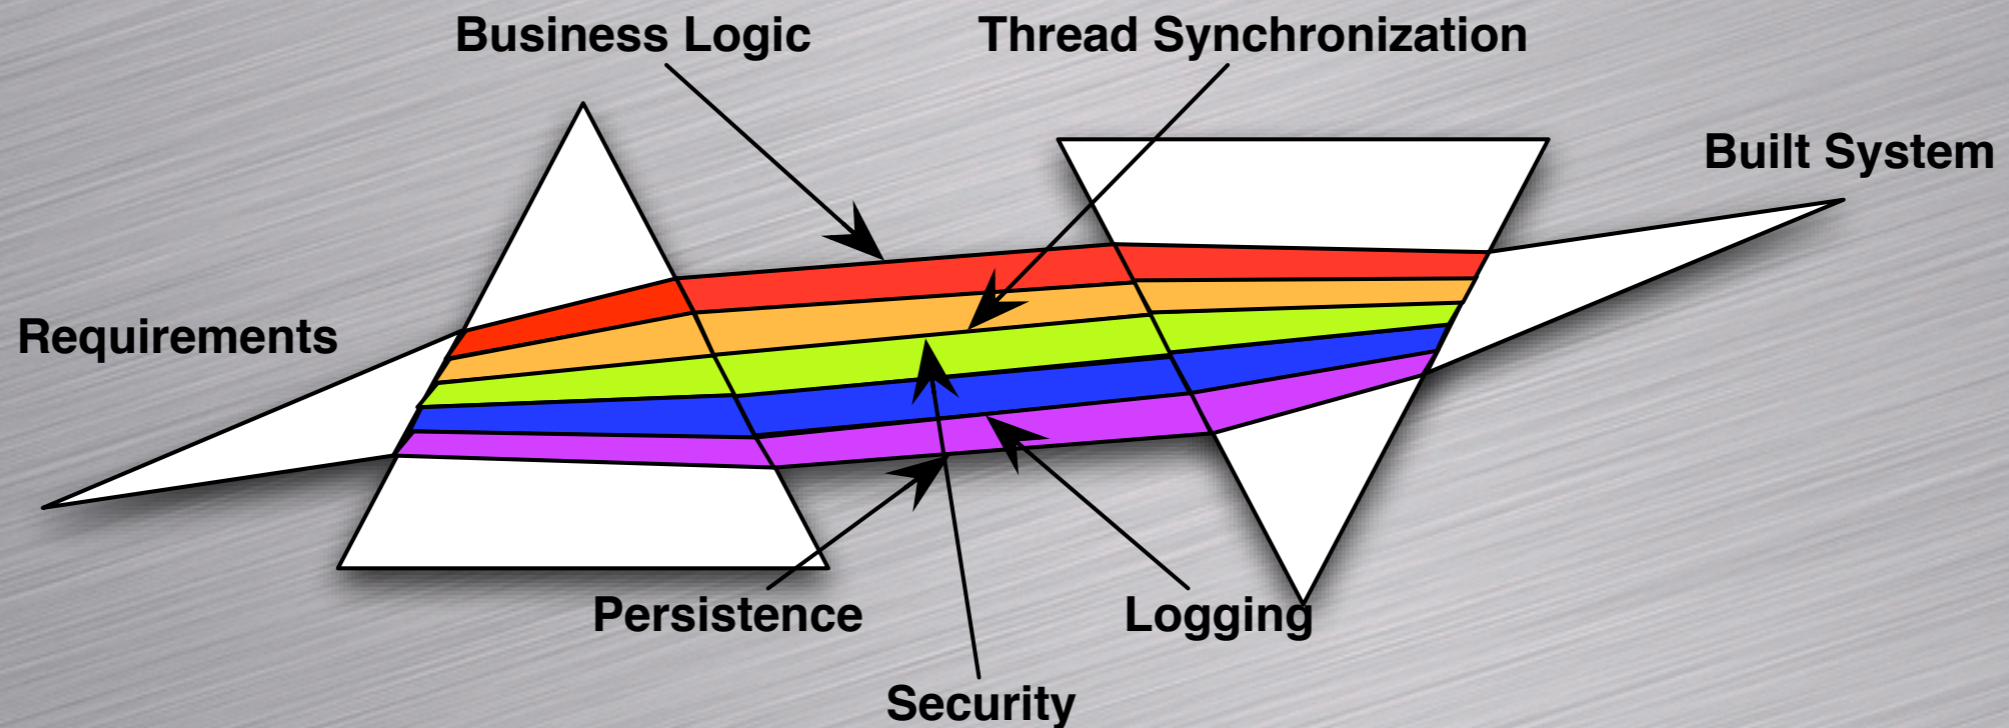 Business Logic
Thread Synchronization
Built System
Requirements
Persistence
Logging
Security